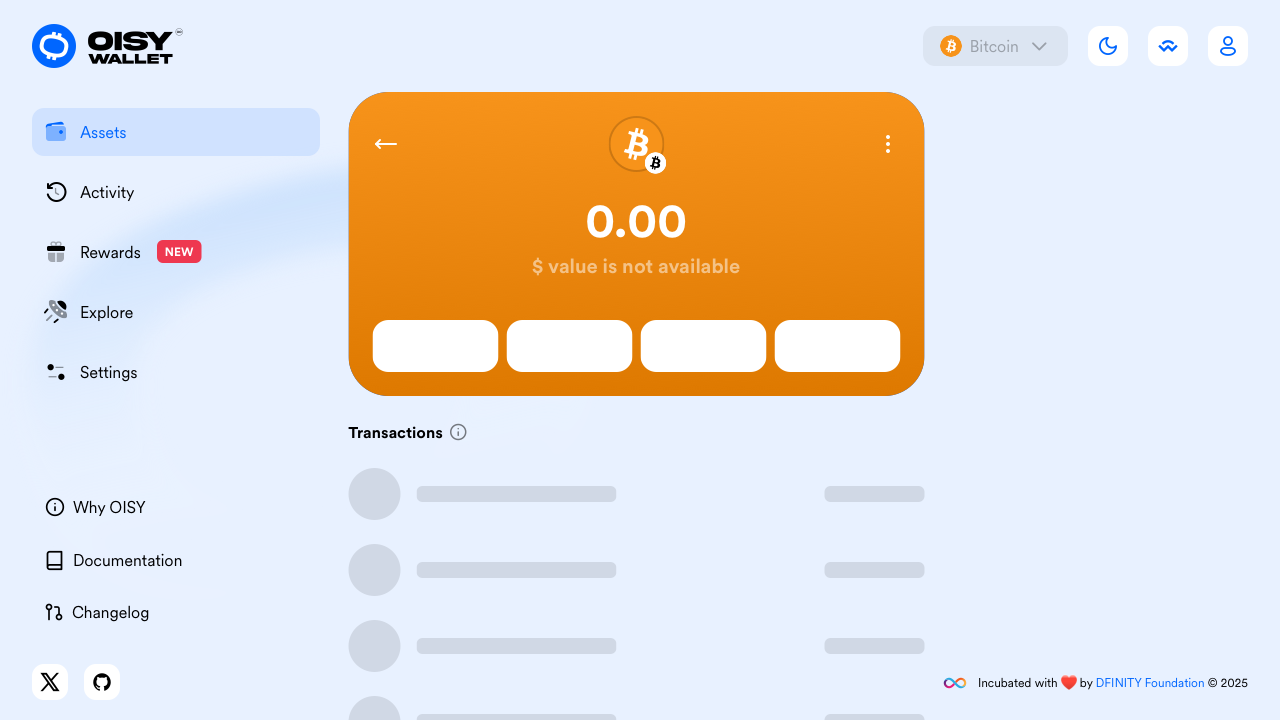 OISY
WALLET
Bitcoin
Assets
Activity
Rewards NEW
Explore
Settings
0.00
$ value is not available
Transactions
Why OISY
Documentation
Changelog
Incubated with ❤️ by DFINITY Foundation © 2025